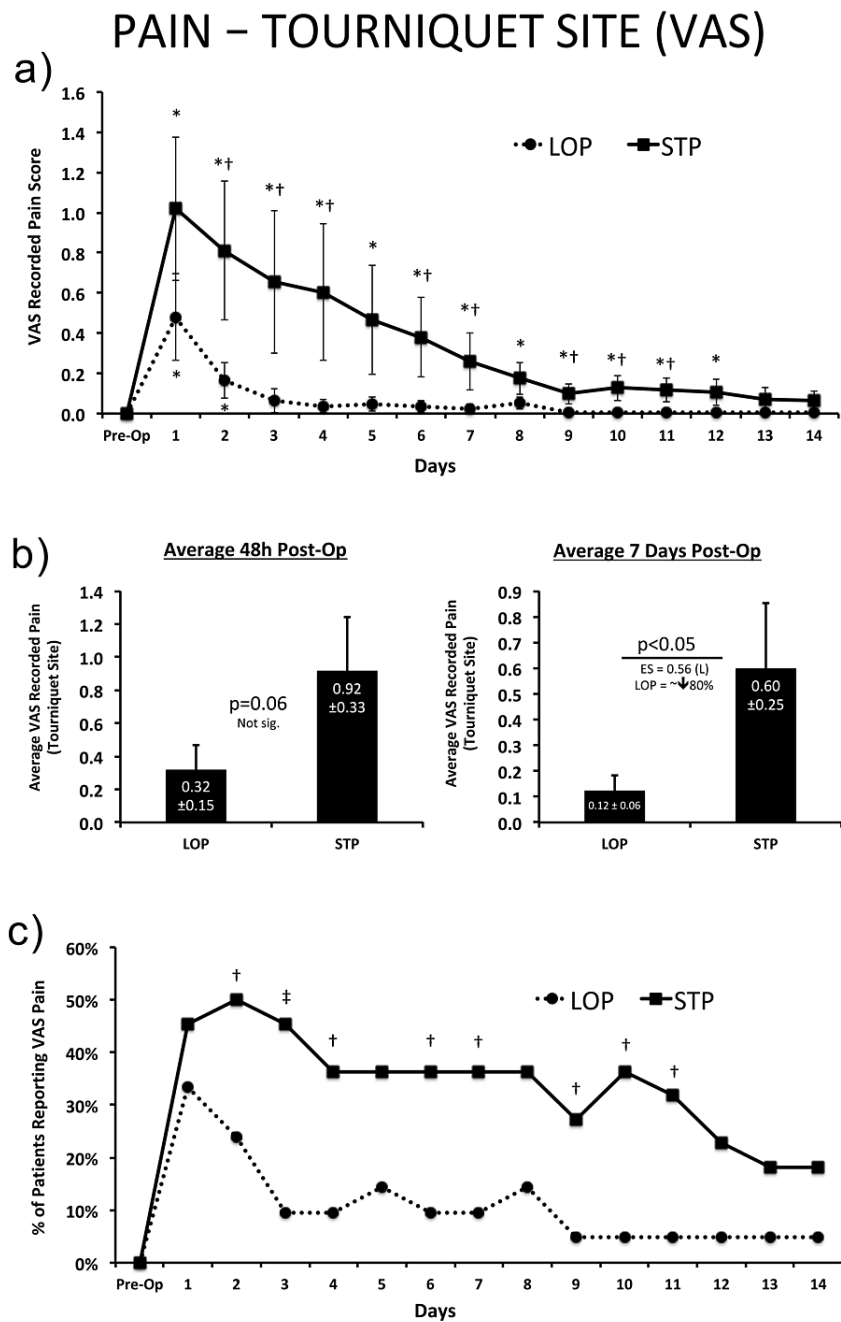 PAIN – TOURNIQUET SITE (VAS)
a)
VAS Recorded Pain Score
1.6
1.4
1.2
1.0
0.8
0.6
0.4
0.2
0.0
LOP
STP
*
*†
*†
*†
*
*†
*†
*
*†
*†
*†
*
*
*
Pre-Op 1 2 3 4 5 6 7 8 9 10 11 12 13 14
Days
b)
Average 48h Post-Op
Average VAS Recorded Pain
(Tourniquet Site)
1.4
1.2
1.0
0.8
0.6
0.4
0.2
0.0
p=0.06
Not sig.
0.32
±0.15
0.92
±0.33
LOP STP
Average 7 Days Post-Op
Average VAS Recorded Pain
(Tourniquet Site)
0.9
0.8
0.7
0.6
0.5
0.4
0.3
0.2
0.1
0.0
p<0.05
ES = 0.56 (L)
LOP = ~↓80%
0.12 ± 0.06
0.60
±0.25
LOP STP
c)
% of Patients Reporting VAS Pain
60%
50%
40%
30%
20%
10%
0%
LOP
STP
†
‡
†
†
†
†
†
†
Pre-Op 1 2 3 4 5 6 7 8 9 10 11 12 13 14
Days